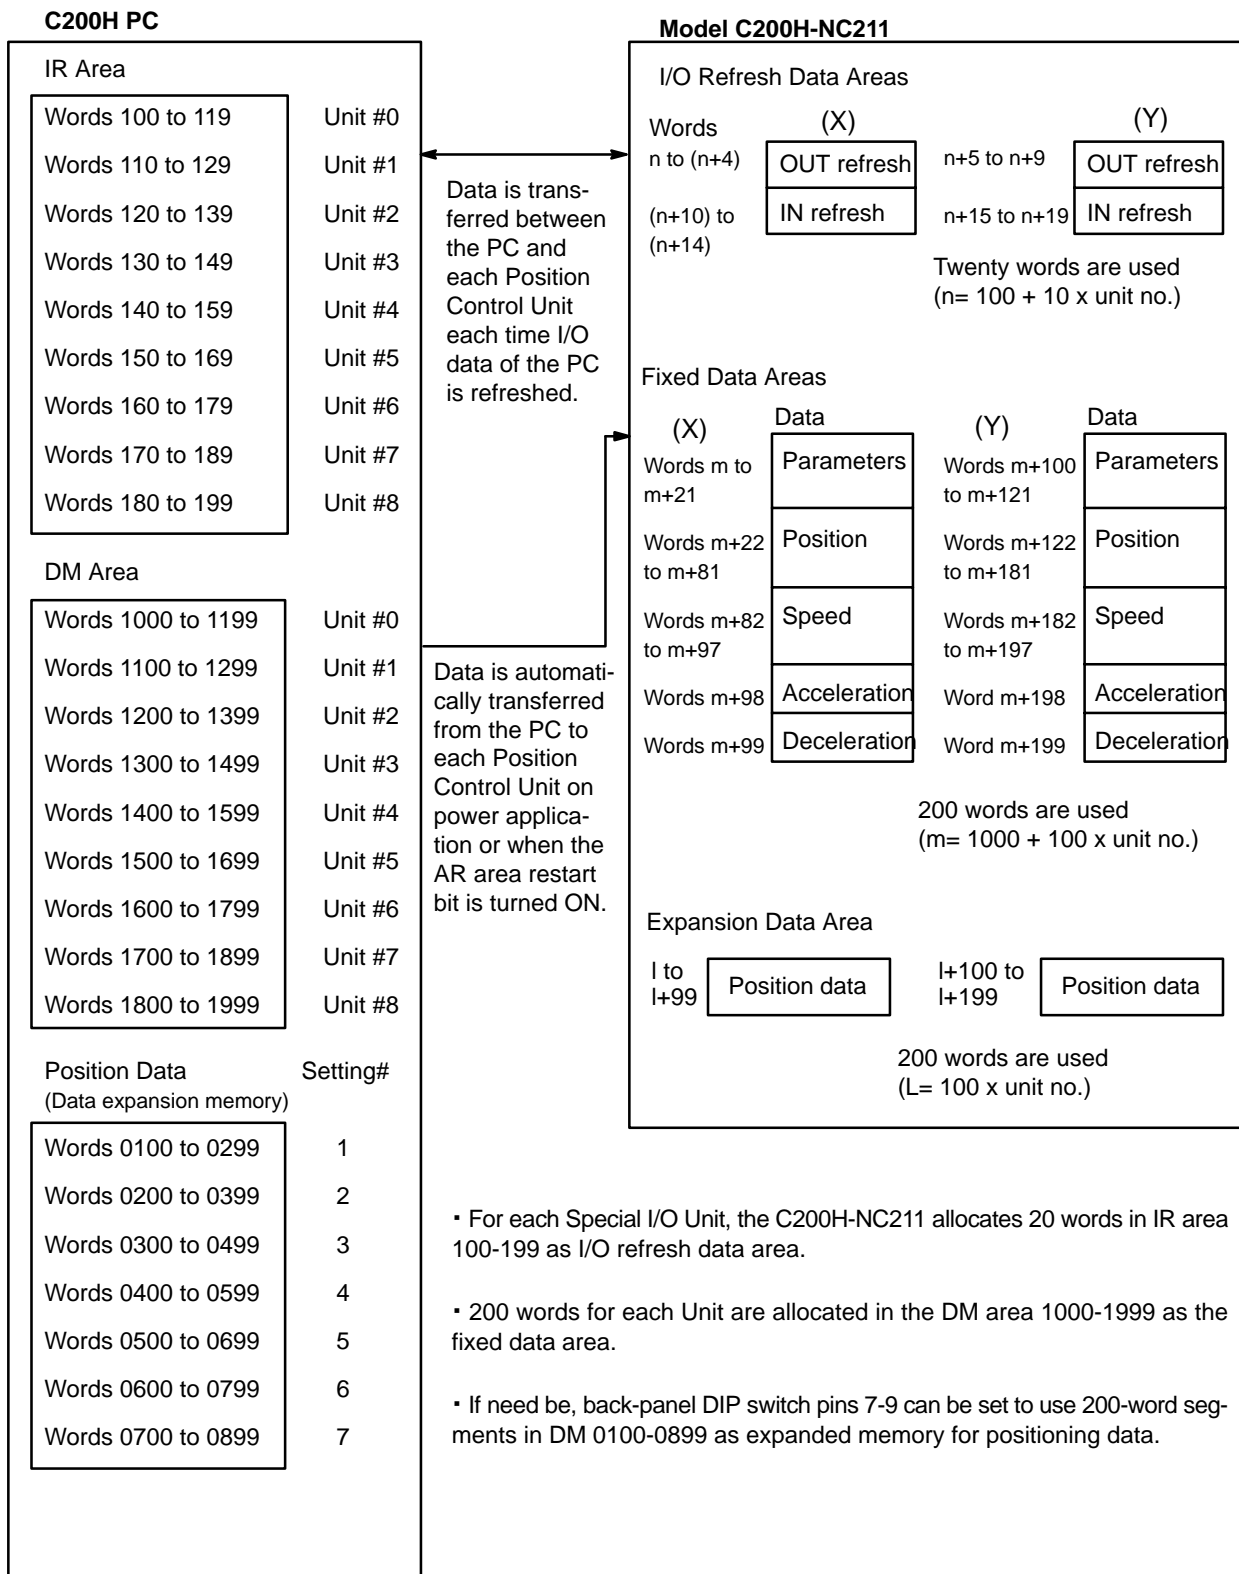 C200H PC
IR Area
Words 100 to 119 Unit #0
Words 110 to 129 Unit #1
Words 120 to 139 Unit #2
Words 130 to 149 Unit #3
Words 140 to 159 Unit #4
Words 150 to 169 Unit #5
Words 160 to 179 Unit #6
Words 170 to 189 Unit #7
Words 180 to 199 Unit #8
DM Area
Words 1000 to 1199 Unit #0
Words 1100 to 1299 Unit #1
Words 1200 to 1399 Unit #2
Words 1300 to 1499 Unit #3
Words 1400 to 1599 Unit #4
Words 1500 to 1699 Unit #5
Words 1600 to 1799 Unit #6
Words 1700 to 1899 Unit #7
Words 1800 to 1999 Unit #8
Position Data Setting#
(Data expansion memory)
Words 0100 to 0299 1
Words 0200 to 0399 2
Words 0300 to 0499 3
Words 0400 to 0599 4
Words 0500 to 0699 5
Words 0600 to 0799 6
Words 0700 to 0899 7
Data is trans-
ferred between
the PC and
each Position
Control Unit
each time I/O
data of the PC
is refreshed.
Data is automati-
cally transferred
from the PC to
each Position
Control Unit on
power applica-
tion or when the
AR area restart
bit is turned ON.
Model C200H-NC211
I/O Refresh Data Areas
Words (X) (Y)
n to (n+4) OUT refresh n+5 to n+9 OUT refresh
(n+10) to IN refresh n+15 to n+19 IN refresh
(n+14)
Twenty words are used
(n= 100 + 10 x unit no.)
Fixed Data Areas
(X) Data (Y) Data
Words m to Parameters Words m+100 Parameters
m+21 to m+121
Words m+22 Position Words m+122 Position
to m+81 to m+181
Words m+82 Speed Words m+182 Speed
to m+97 to m+197
Words m+98 Acceleration Word m+198 Acceleration
Words m+99 Deceleration Word m+199 Deceleration
200 words are used
(m= 1000 + 100 x unit no.)
Expansion Data Area
l to Position data l+100 to Position data
l+99 l+199
200 words are used
(L= 100 x unit no.)
· For each Special I/O Unit, the C200H-NC211 allocates 20 words in IR area
100-199 as I/O refresh data area.
· 200 words for each Unit are allocated in the DM area 1000-1999 as the
fixed data area.
· If need be, back-panel DIP switch pins 7-9 can be set to use 200-word seg-
ments in DM 0100-0899 as expanded memory for positioning data.